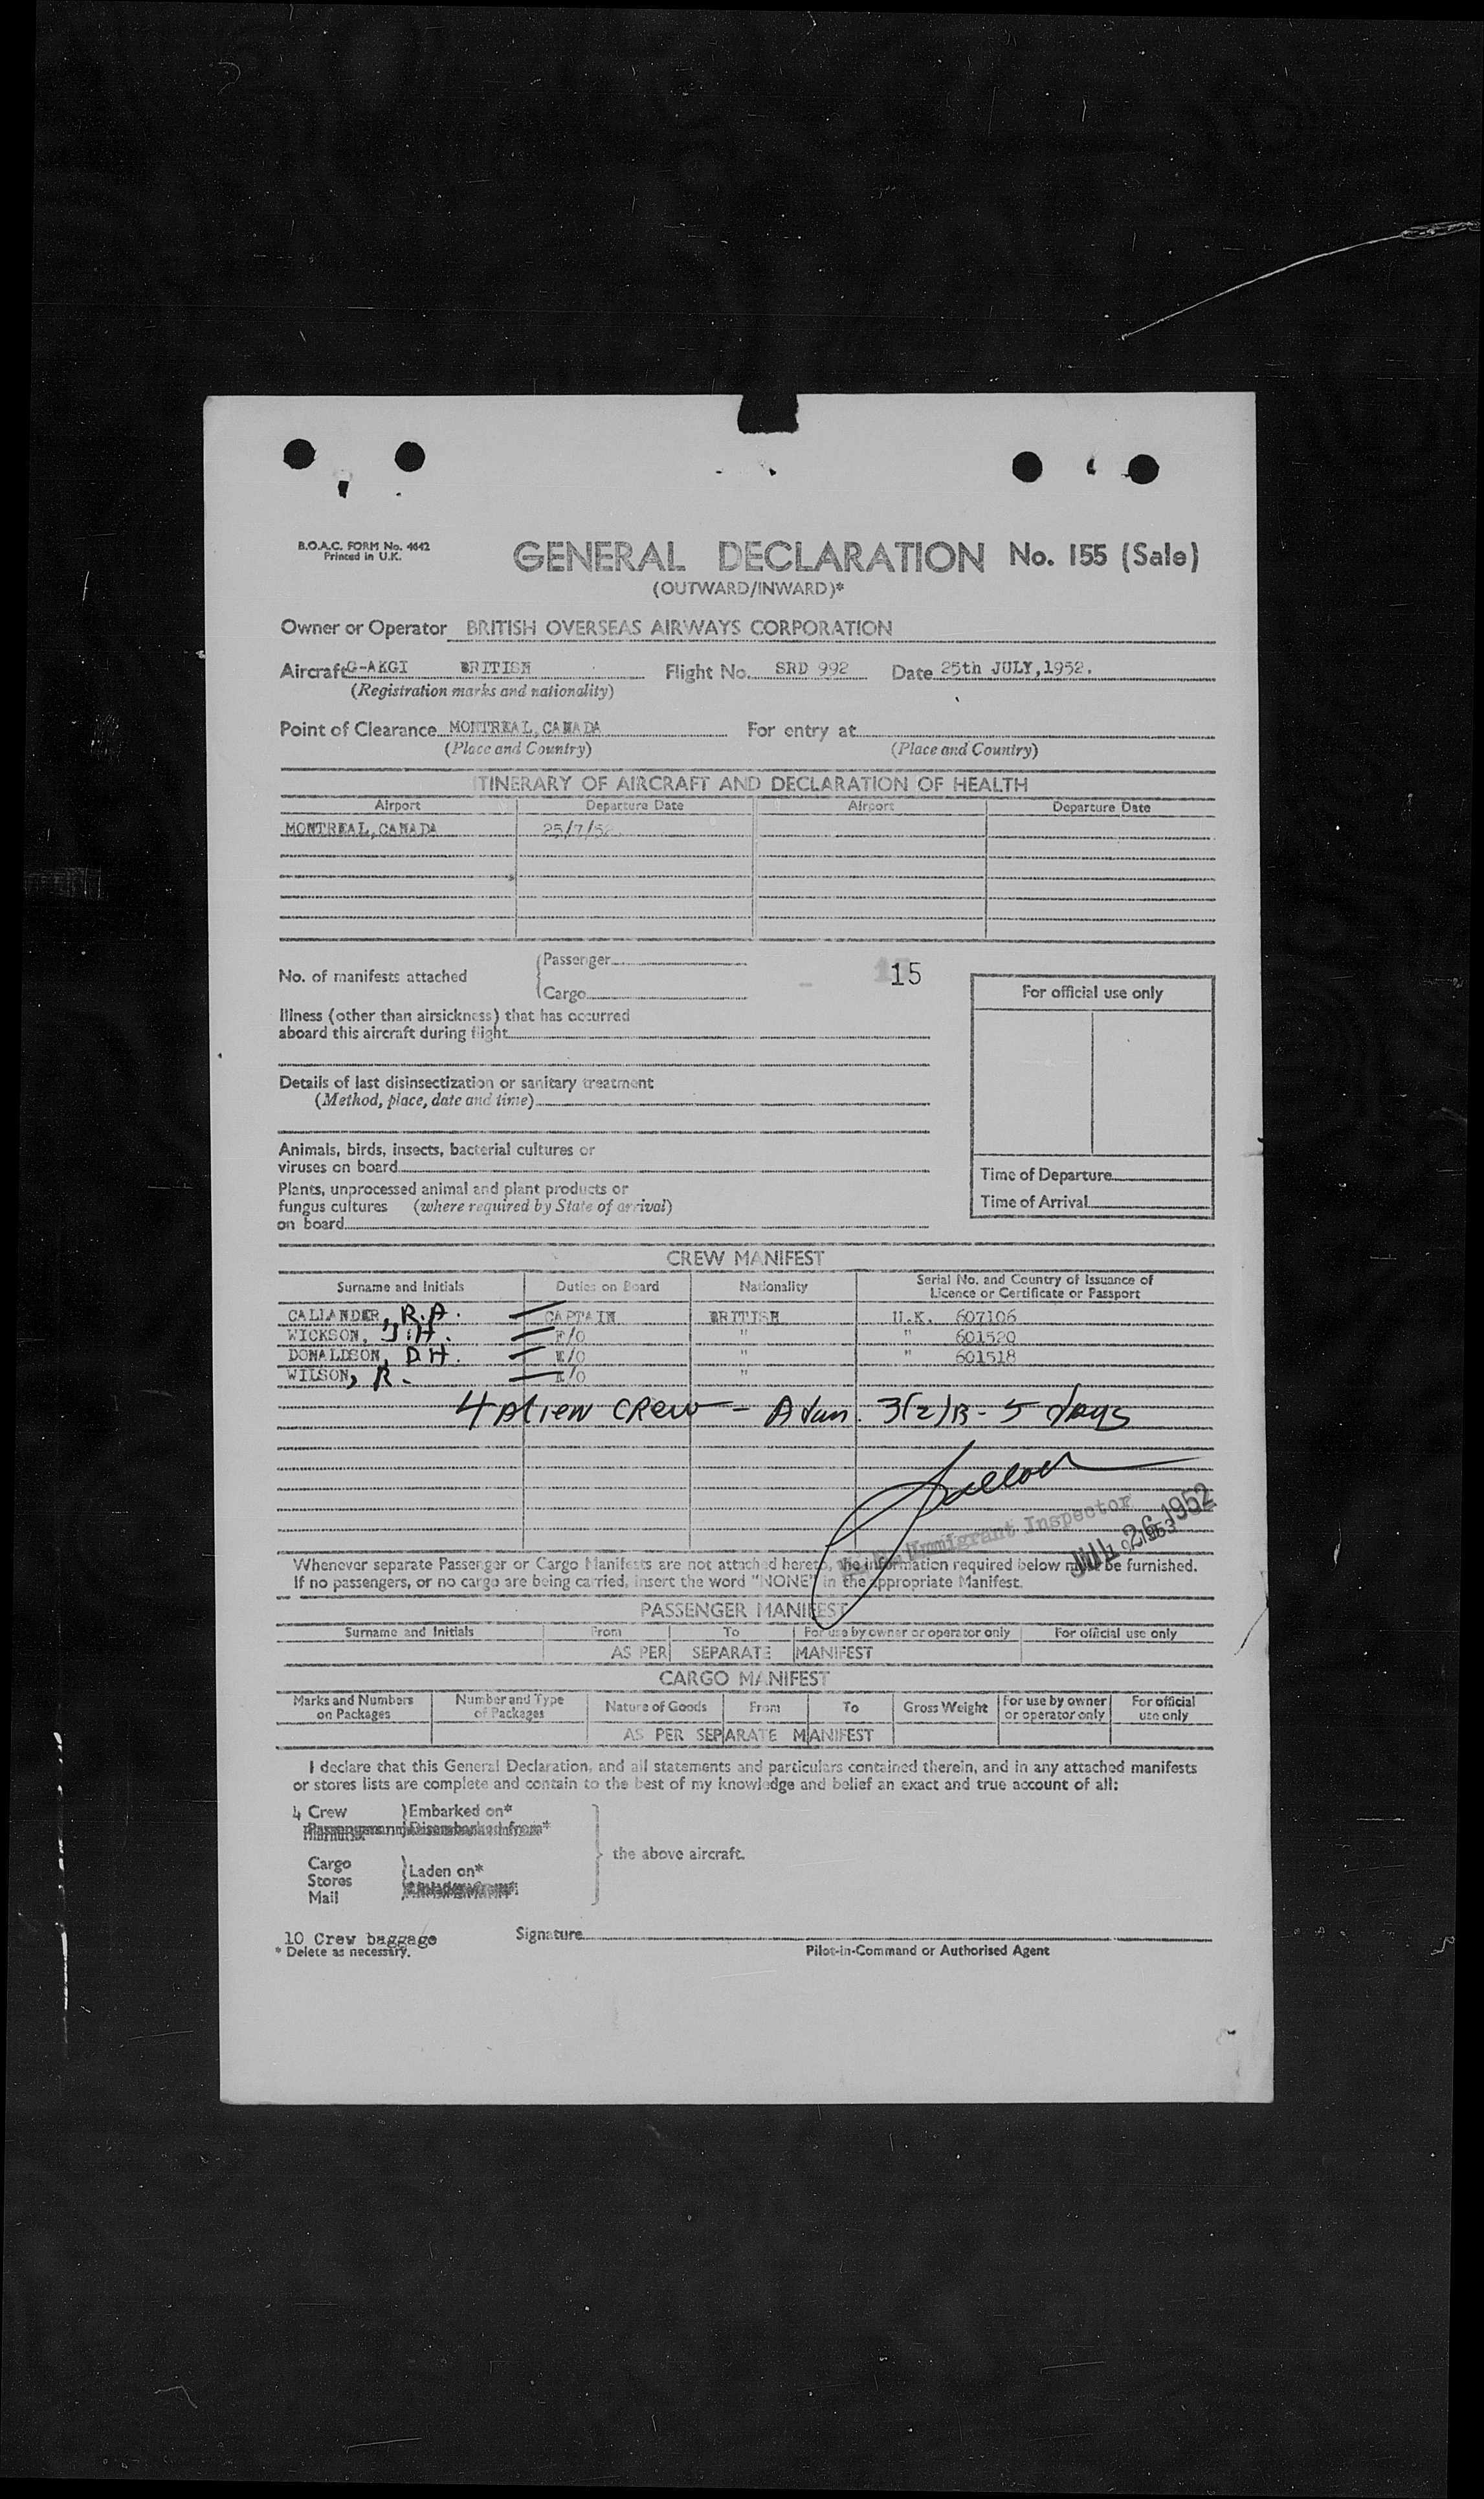 B.O.A.C. FORM No. 4642
Printed in U.K.
GENERAL DECLARATION No. 155 (Sale)
(OUTWARD/INWARD)*
Owner or Operator BRITISH OVERSEAS AIRWAYS CORPORATION
Aircraft G-AKGI BRITISH Flight No. SRD 992 Date 25th JULY, 1952.
(Registration marks and nationality)
Point of Clearance MONTREAL, CANADA For entry at
(Place and Country) (Place and Country)
ITINERARY OF AIRCRAFT AND DECLARATION OF HEALTH
Airport Departure Date Airport Departure Date
MONTREAL, CANADA 25/7/52
No. of manifests attached { Passenger
Cargo
15
For official use only
Illness (other than airsickness) that has occurred
aboard this aircraft during flight
Details of last disinsectization or sanitary treatment
(Method, place, date and time)
Animals, birds, insects, bacterial cultures or
viruses on board
Plants, unprocessed animal and plant products or
fungus cultures (where required by State of arrival)
on board
Time of Departure
Time of Arrival
CREW MANIFEST
Surname and Initials Duties on Board Nationality Serial No. and Country of Issuance of
Licence or Certificate or Passport
CALLANDER, R.A. CAPTAIN BRITISH U.K. 607106
WICKSON, J.H. F/O " " 601520
DONALDSON, D.H. E/O " " 601518
WILSON, R. E/O "
4 Alien crew - 3(2)B - 5 days
Immigrant Inspector
JUL 26 1952
Whenever separate Passenger or Cargo Manifests are not attached hereto, the information required below must be furnished.
If no passengers, or no cargo are being carried, insert the word "NONE" in the appropriate Manifest.
PASSENGER MANIFEST
Surname and Initials From To For use by owner or operator only For official use only
AS PER SEPARATE MANIFEST
CARGO MANIFEST
Marks and Numbers on Packages Number and Type of Packages Nature of Goods From To Gross Weight For use by owner or operator only For official use only
AS PER SEPARATE MANIFEST
I declare that this General Declaration, and all statements and particulars contained therein, and in any attached manifests
or stores lists are complete and contain to the best of my knowledge and belief an exact and true account of all:
4 Crew } Embarked on*
Disembarked from*
the above aircraft.
Cargo
Stores } Laden on*
Mail
10 Crew baggage
* Delete as necessary.
Signature
Pilot-in-Command or Authorised Agent